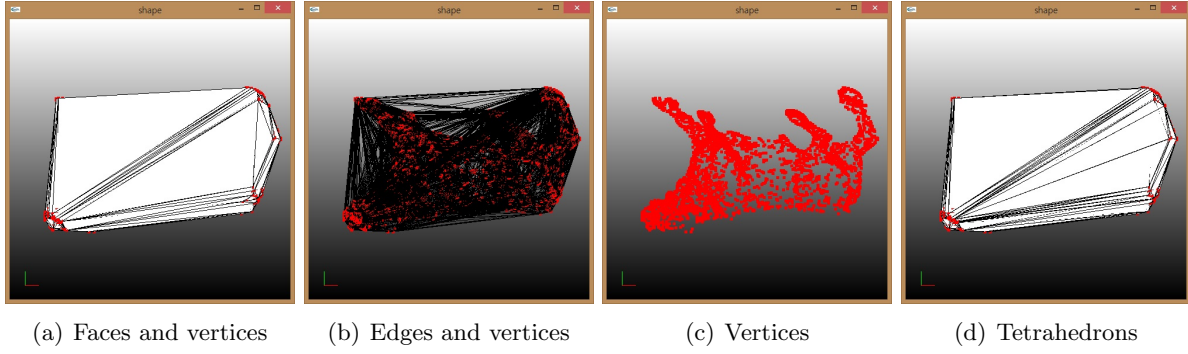 shape
shape
shape
shape
(a) Faces and vertices
(b) Edges and vertices
(c) Vertices
(d) Tetrahedrons